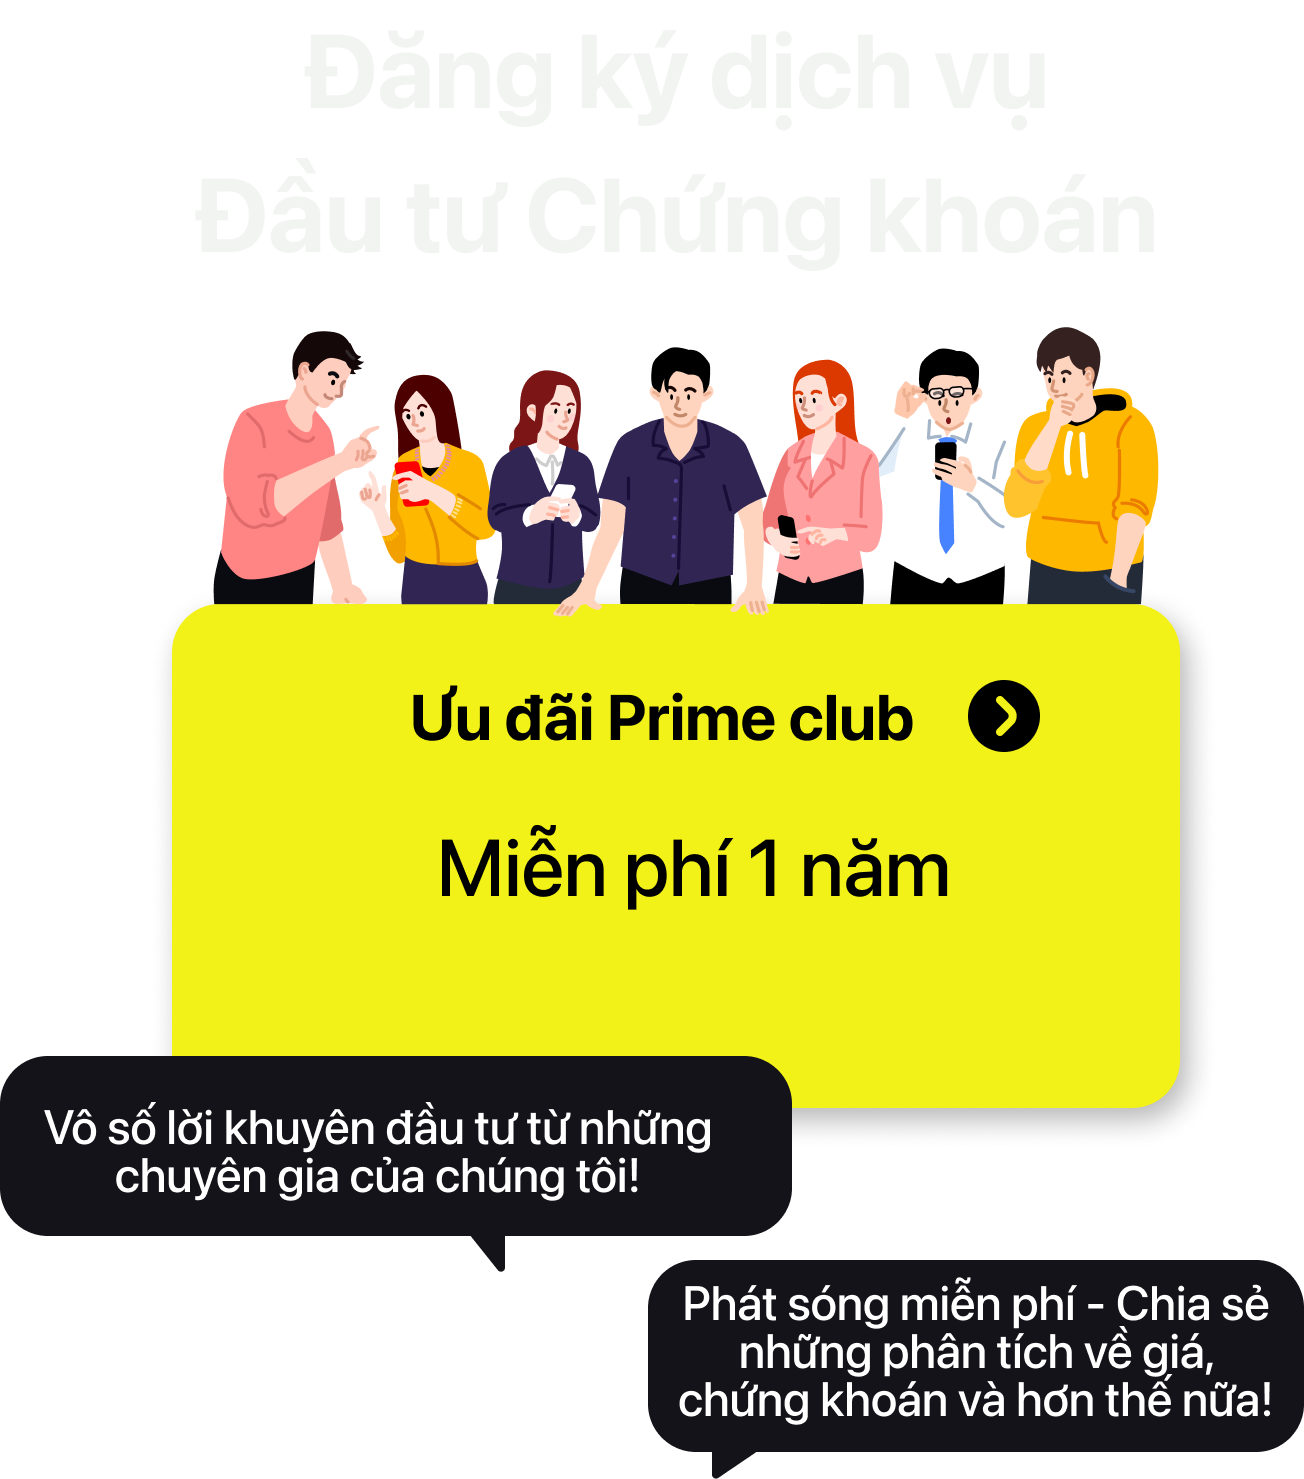 Đăng ký dịch vụ
Đầu tư Chứng khoán
Ưu đãi Prime club
Miễn phí 1 năm
Vô số lời khuyên đầu tư từ những
chuyên gia của chúng tôi!
Phát sóng miễn phí - Chia sẻ
những phân tích về giá,
chứng khoán và hơn thế nữa!